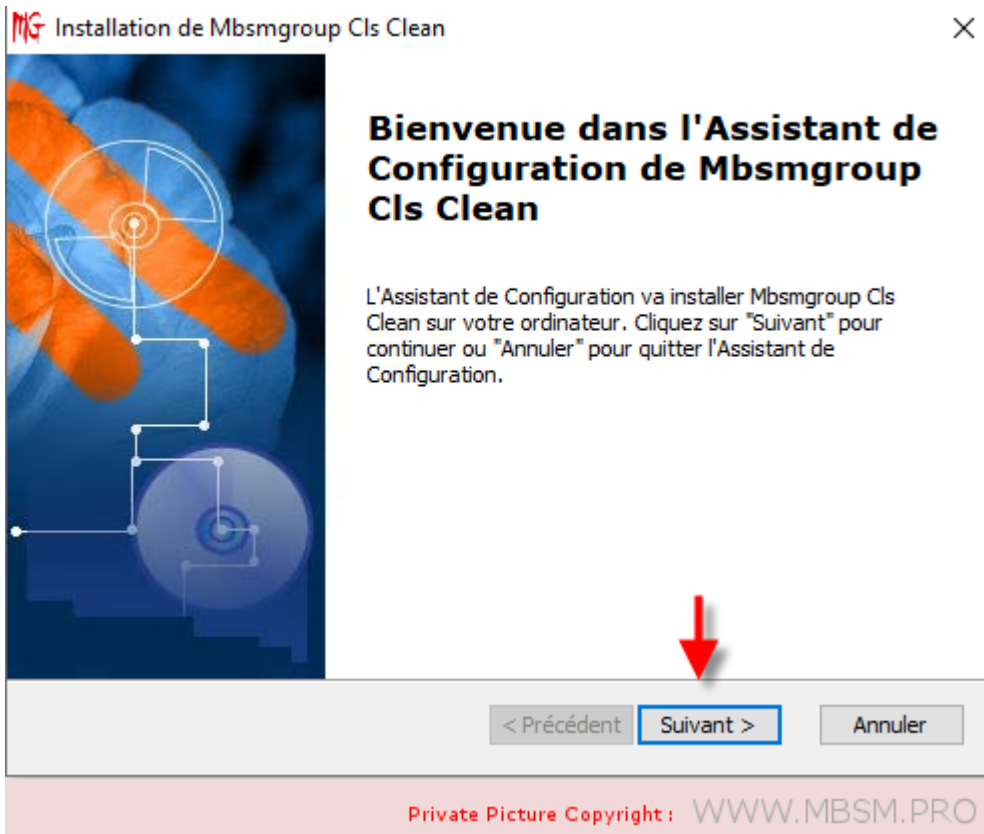 MG Installation de Mbsmgroup Cls Clean
Bienvenue dans l'Assistant de
Configuration de Mbsmgroup
Cls Clean
L'Assistant de Configuration va installer Mbsmgroup Cls
Clean sur votre ordinateur. Cliquez sur "Suivant" pour
continuer ou "Annuler" pour quitter l'Assistant de
Configuration.
< Précédent Suivant > Annuler
Private Picture Copyright : WWW.MBSM.PRO